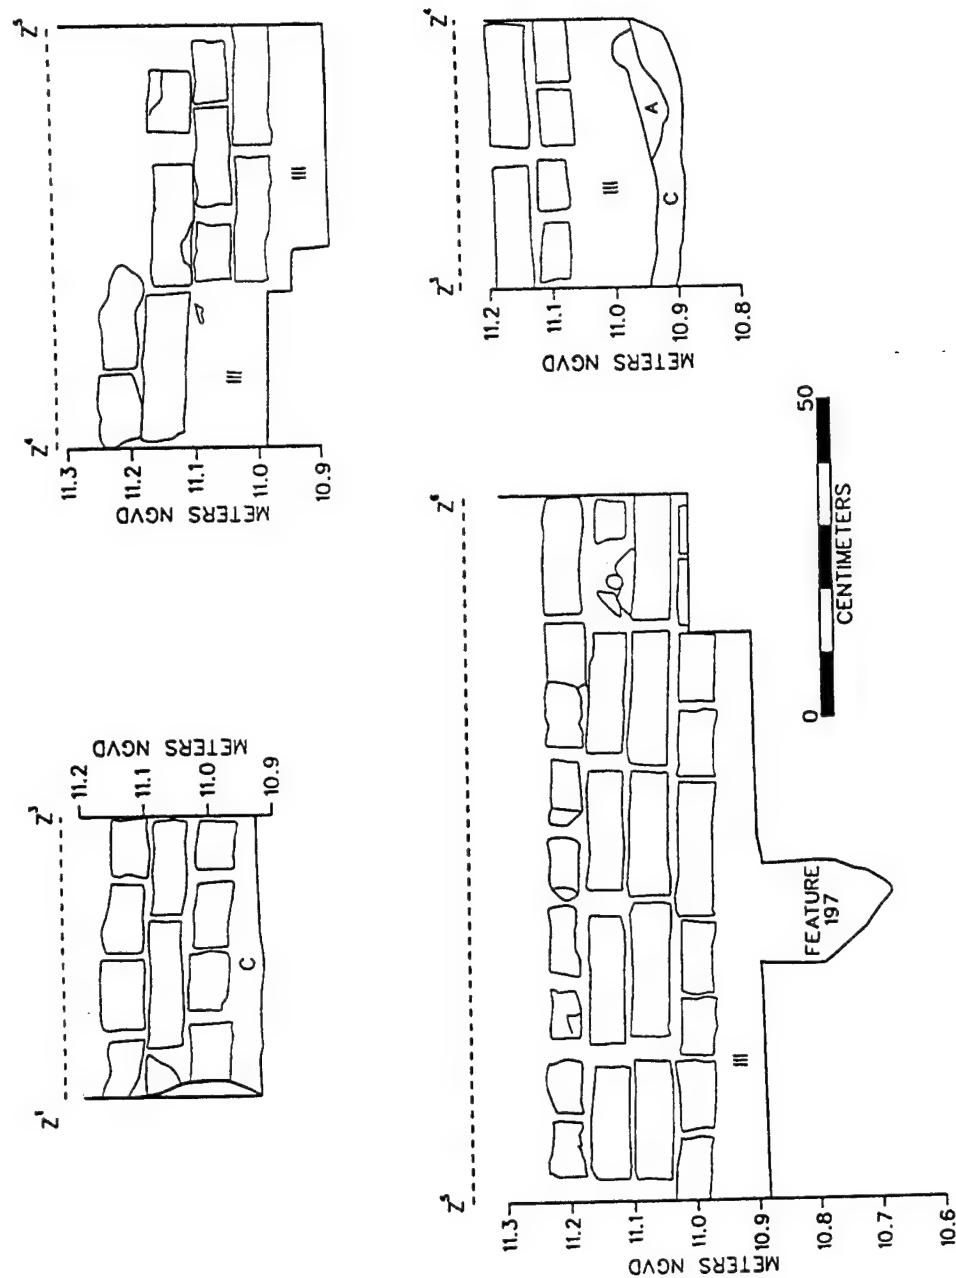 Z⁴
Z⁵
11.3
11.2
11.1
11.0
10.9
METERS NGVD
III
III
Z³
Z⁴
11.2
11.1
11.0
10.9
10.8
METERS NGVD
III
A
C
Z¹
Z³
11.2
11.1
11.0
10.9
METERS NGVD
C
Z⁵
Z⁶
11.3
11.2
11.1
11.0
10.9
10.8
10.7
10.6
METERS NGVD
III
FEATURE
197
0
50
CENTIMETERS